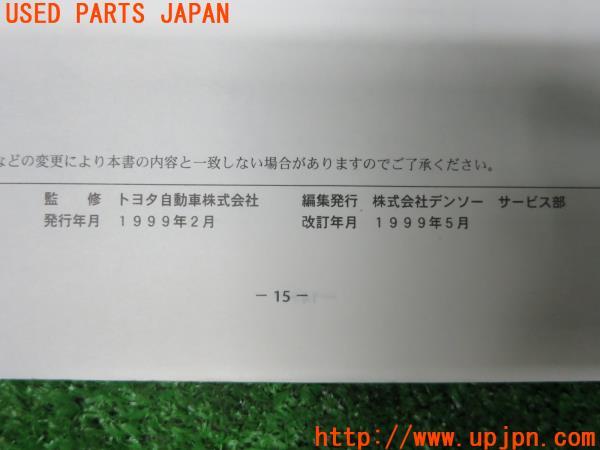 USED PARTS JAPAN
などの変更により本書の内容と一致しない場合がありますのでご了承ください。
監 修 トヨタ自動車株式会社 編集発行 株式会社デンソー サービス部
発行年月 1999年2月 改訂年月 1999年5月
− 15 −
http://www.upjpn.com